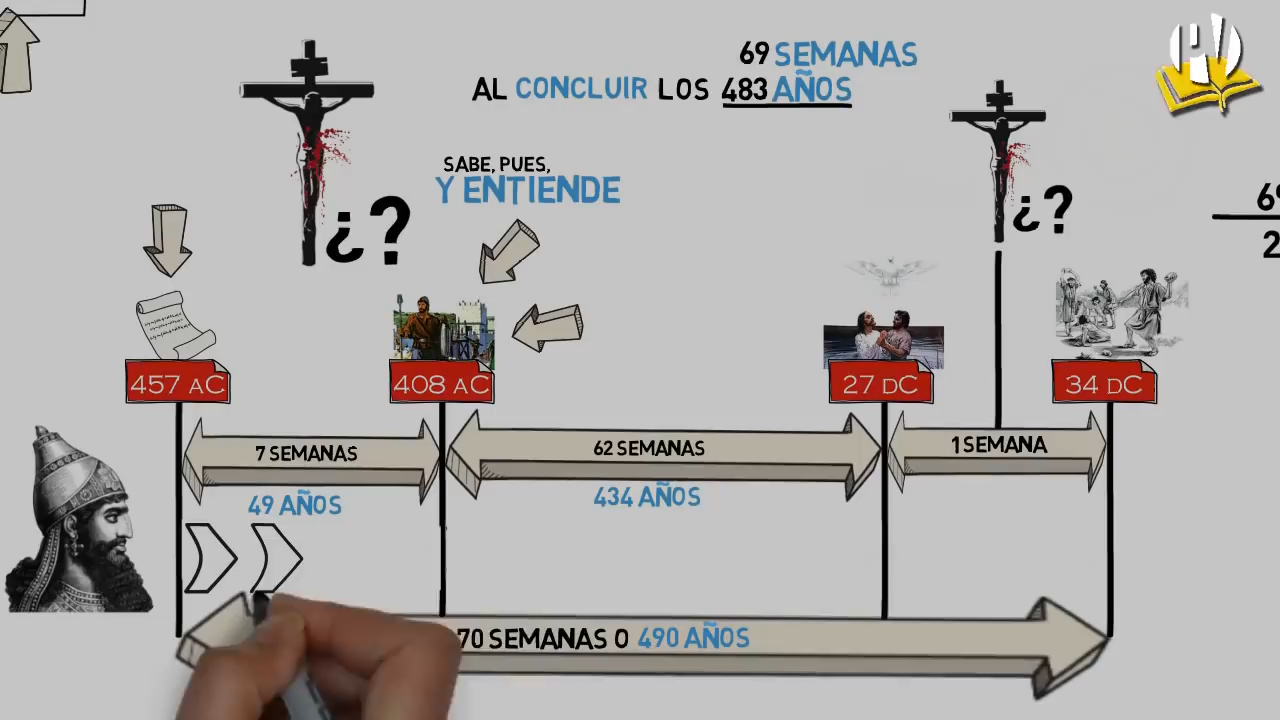 69 SEMANAS
AL CONCLUIR LOS 483 AÑOS
SABE, PUES,
Y ENTIENDE
¿?
¿?
457 AC
408 AC
27 DC
34 DC
7 SEMANAS
62 SEMANAS
1 SEMANA
49 AÑOS
434 AÑOS
70 SEMANAS O 490 AÑOS